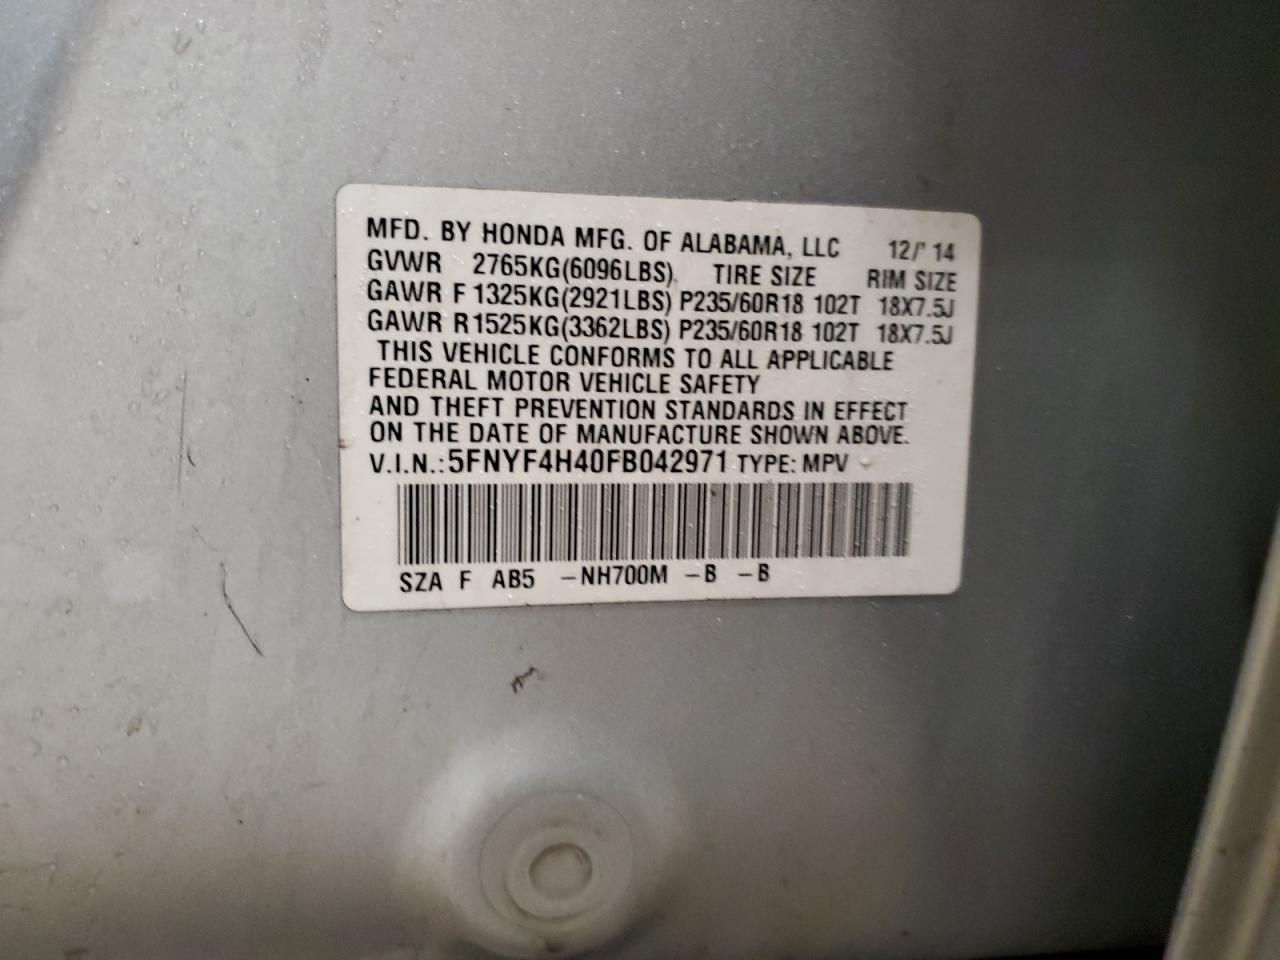 MFD. BY HONDA MFG. OF ALABAMA, LLC 12/' 14
GVWR 2765KG(6096LBS) TIRE SIZE RIM SIZE
GAWR F 1325KG(2921LBS) P235/60R18 102T 18X7.5J
GAWR R1525KG(3362LBS) P235/60R18 102T 18X7.5J
THIS VEHICLE CONFORMS TO ALL APPLICABLE
FEDERAL MOTOR VEHICLE SAFETY
AND THEFT PREVENTION STANDARDS IN EFFECT
ON THE DATE OF MANUFACTURE SHOWN ABOVE.
V.I.N.: 5FNYF4H40FB042971 TYPE: MPV
SZA F AB5 -NH700M -B -B